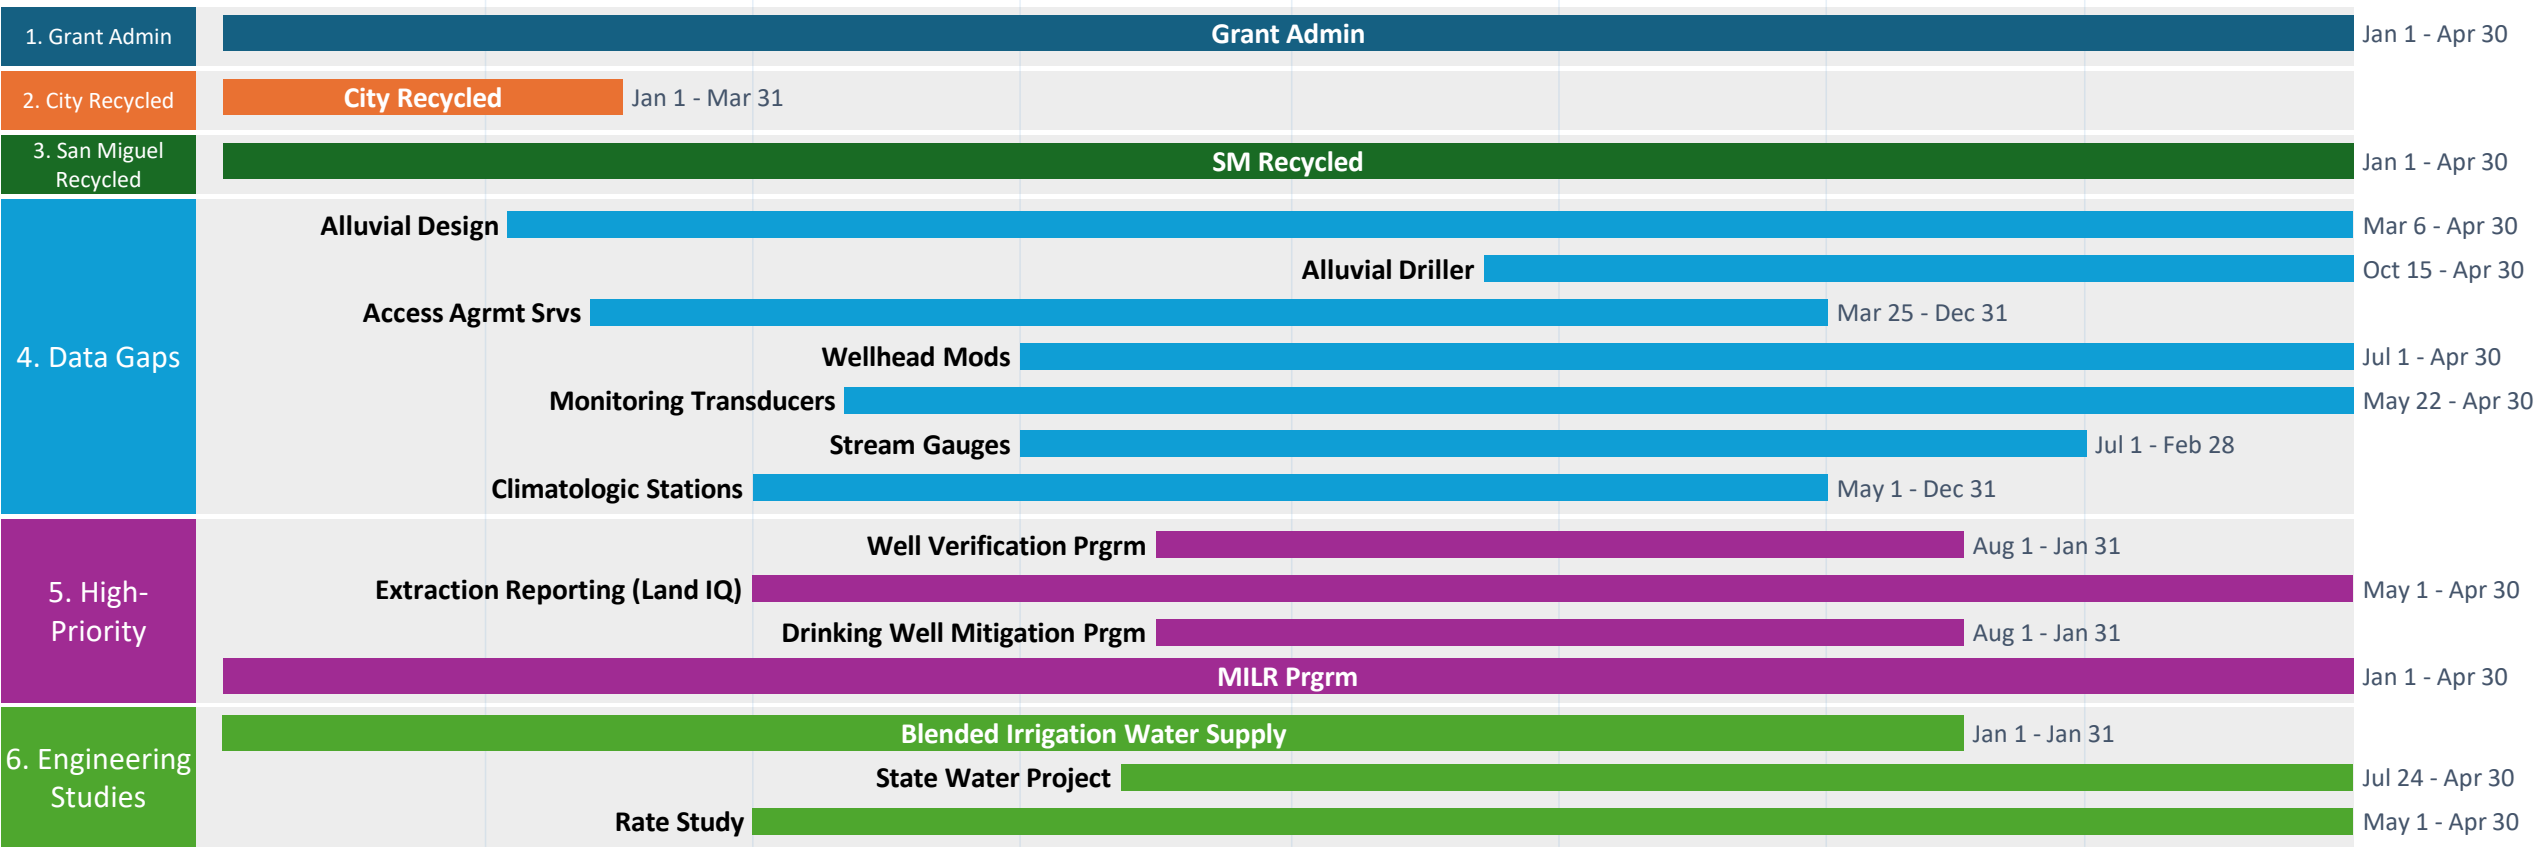 1. Grant Admin
Grant Admin
Jan 1 - Apr 30
2. City Recycled
City Recycled
Jan 1 - Mar 31
3. San Miguel
Recycled
SM Recycled
Jan 1 - Apr 30
4. Data Gaps
Alluvial Design
Mar 6 - Apr 30
Alluvial Driller
Oct 15 - Apr 30
Access Agrmt Srvs
Mar 25 - Dec 31
Wellhead Mods
Jul 1 - Apr 30
Monitoring Transducers
May 22 - Apr 30
Stream Gauges
Jul 1 - Feb 28
Climatologic Stations
May 1 - Dec 31
5. High-
Priority
Well Verification Prgrm
Aug 1 - Jan 31
Extraction Reporting (Land IQ)
May 1 - Apr 30
Drinking Well Mitigation Prgm
Aug 1 - Jan 31
MILR Prgrm
Jan 1 - Apr 30
6. Engineering
Studies
Blended Irrigation Water Supply
Jan 1 - Jan 31
State Water Project
Jul 24 - Apr 30
Rate Study
May 1 - Apr 30